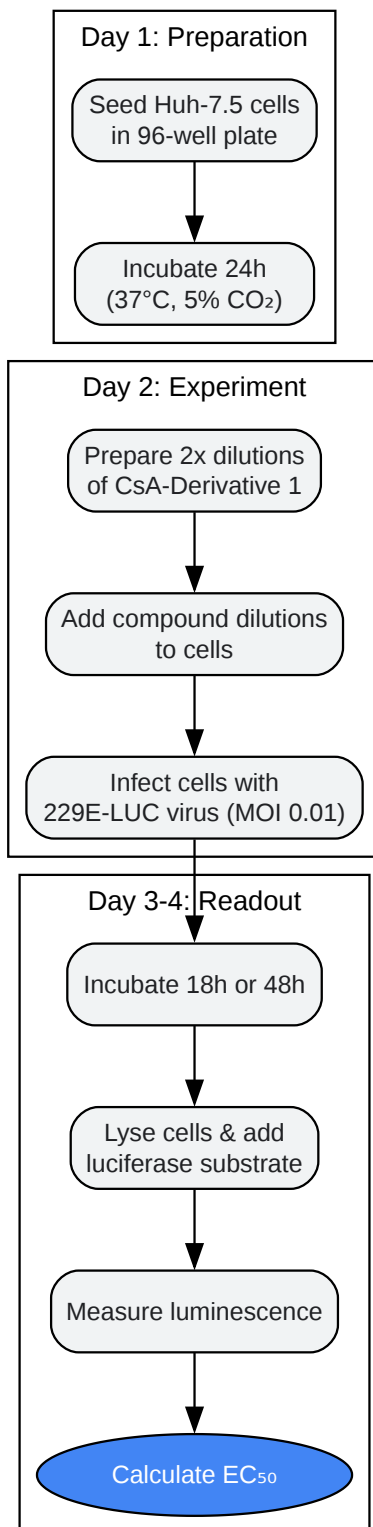 Day 1: Preparation
Seed Huh-7.5 cells
in 96-well plate
Incubate 24h
(37°C, 5% CO₂)
Day 2: Experiment
Prepare 2x dilutions
of CsA-Derivative 1
Add compound dilutions
to cells
Infect cells with
229E-LUC virus (MOI 0.01)
Day 3-4: Readout
Incubate 18h or 48h
Lyse cells & add
luciferase substrate
Measure luminescence
Calculate EC₅₀